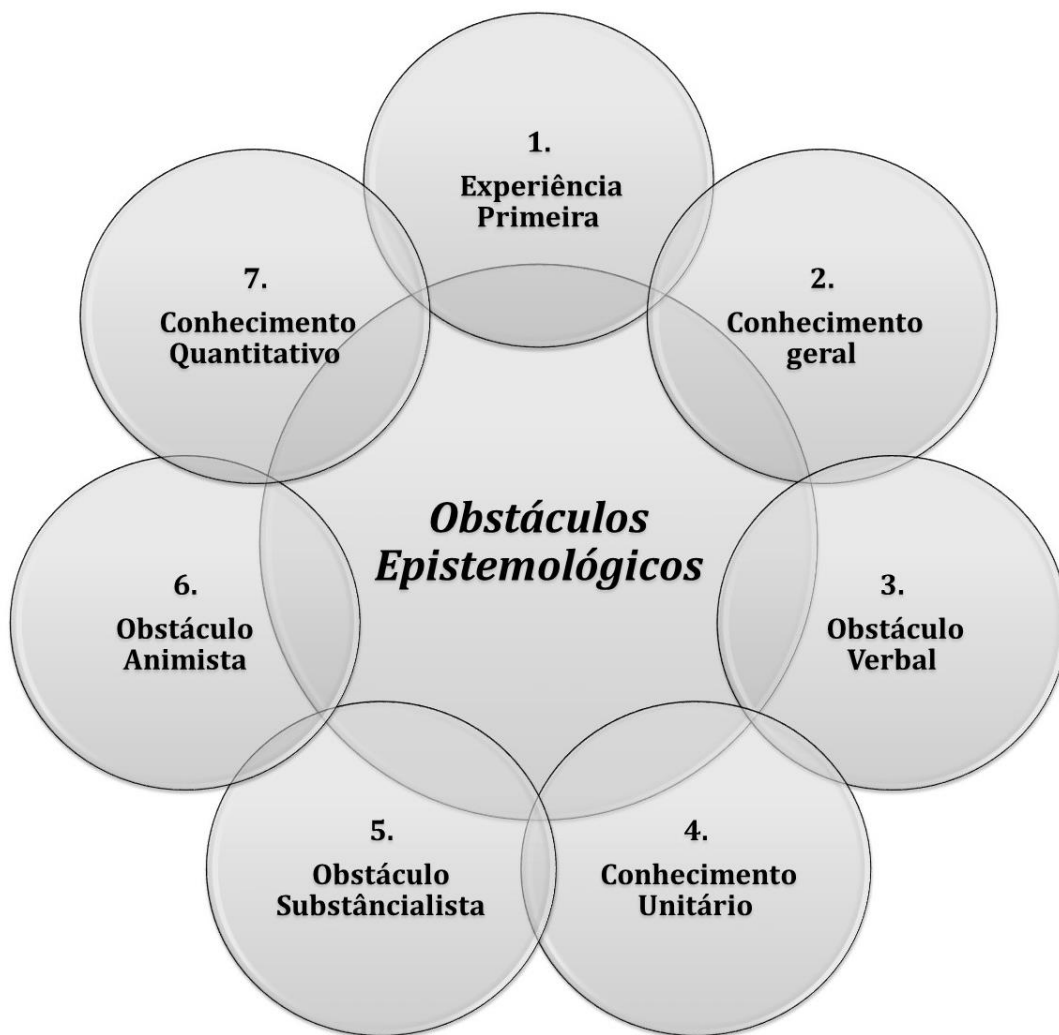 1.
Experiência
Primeira
2.
Conhecimento
geral
3.
Obstáculo
Verbal
4.
Conhecimento
Unitário
5.
Obstáculo
Substâncialista
6.
Obstáculo
Animista
7.
Conhecimento
Quantitativo
Obstáculos
Epistemológicos